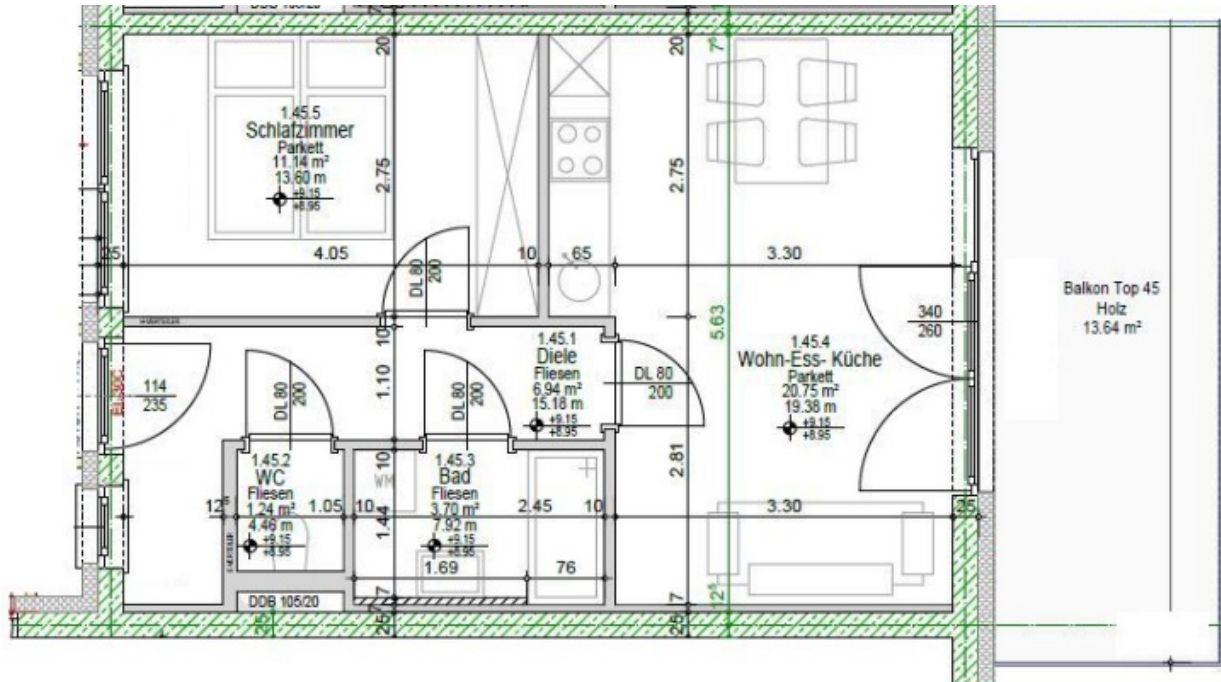 DDB 105/20
20
20
7⁵
1.45.5
Schlafzimmer
Parkett
11.14 m²
13.60 m
+9.15
+8.95
2.75
2.75
25
4.05
10
65
3.30
DL 80
200
340
260
Balkon Top 45
Holz
13.64 m²
5.63
10
1.45.1
Diele
Fliesen
6.94 m²
15.18 m
+9.15
+8.95
1.45.4
Wohn-Ess- Küche
Parkett
20.75 m²
19.38 m
+9.15
+8.95
114
235
DL 80
200
1.10
DL 80
200
DL 80
200
2.81
1.45.2
WC
Fliesen
1.24 m²
4.46 m
+9.15
+8.95
10
WM
1.45.3
Bad
Fliesen
3.70 m²
7.92 m
+9.15
+8.95
12⁵
1.05
10
1.44
2.45
10
3.30
25
1.69
76
DDB 105/20
7
7
12⁵
25
25
25